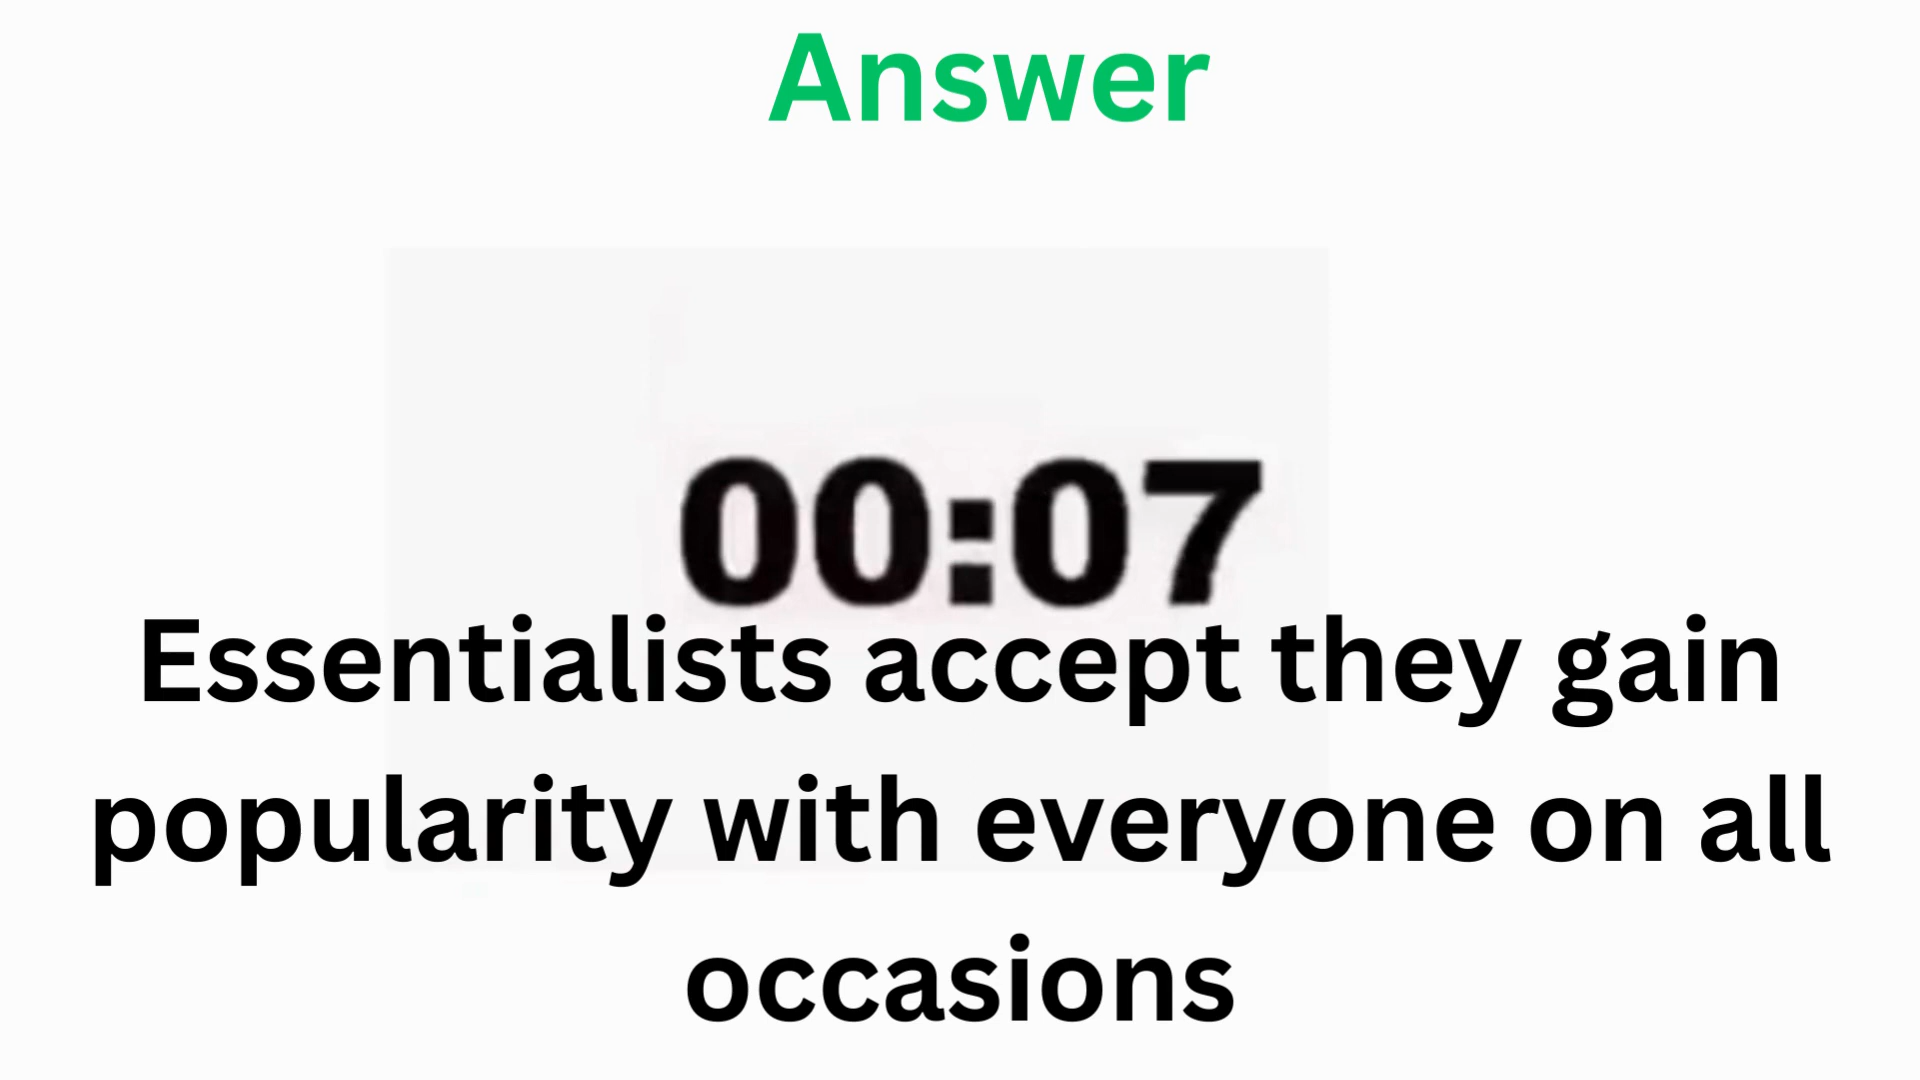 Answer
00:07
Essentialists accept they gain
popularity with everyone on all
occasions